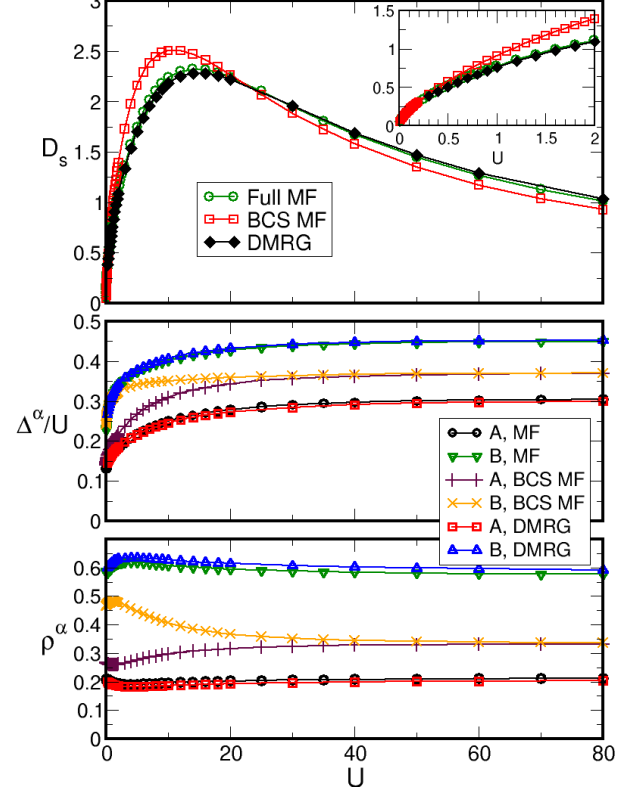 3
2.5
2
1.5
1
0.5
0
D_s
Full MF
BCS MF
DMRG
1.5
1
0.5
0
0 0.5 1 1.5 2
U
0.5
0.4
0.3
0.2
0.1
0
Δ^α/U
A, MF
B, MF
A, BCS MF
B, BCS MF
A, DMRG
B, DMRG
0.6
0.5
0.4
0.3
0.2
0.1
0
ρ^α
0 20 40 60 80
U